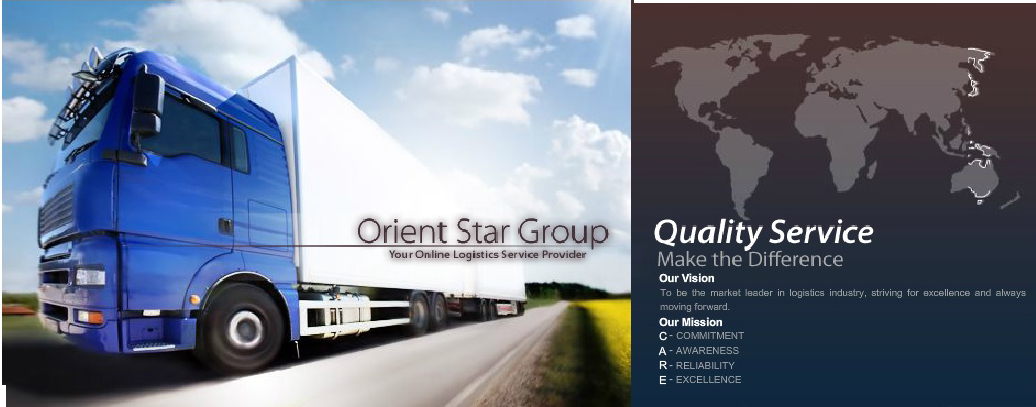 Orient Star Group
Your Online Logistics Service Provider
Quality Service
Make the Difference
Our Vision
To be the market leader in logistics industry, striving for excellence and always
moving forward.
Our Mission
C - COMMITMENT
A - AWARENESS
R - RELIABILITY
E - EXCELLENCE